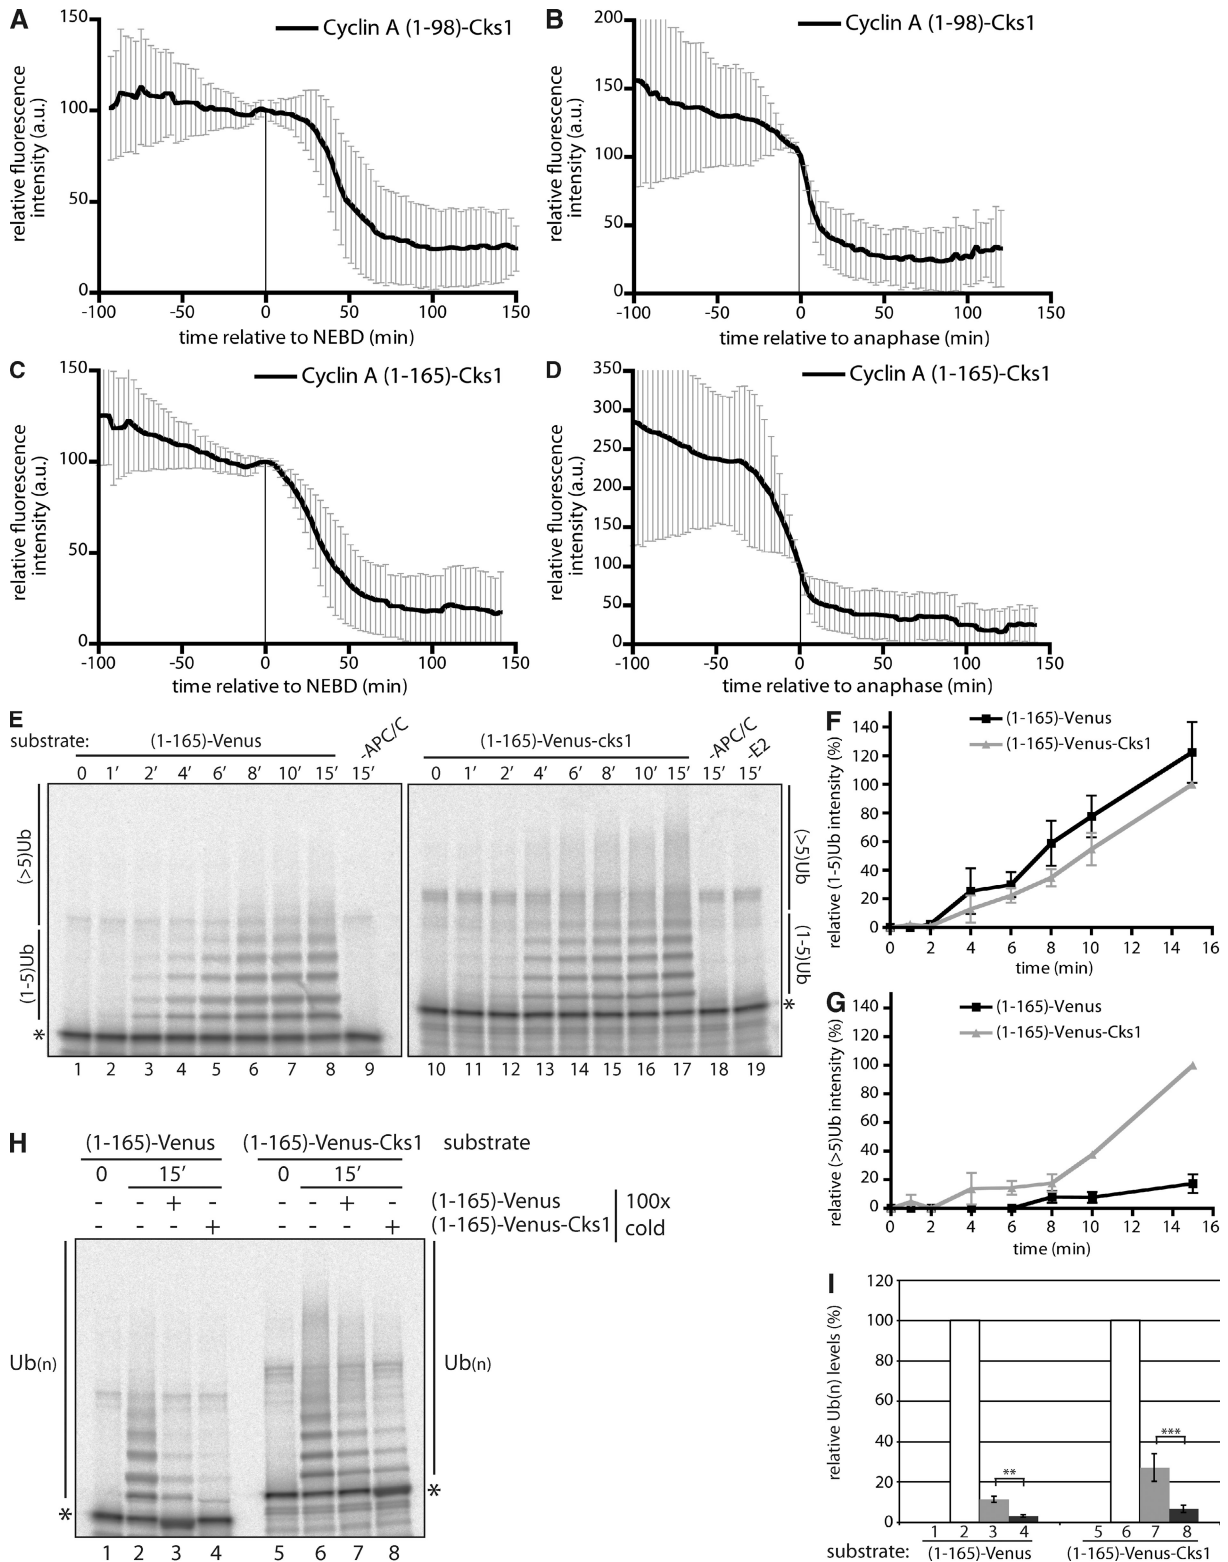 A
Cyclin A (1-98)-Cks1
relative fluorescence
intensity (a.u.)
150
100
50
0
-100 -50 0 50 100 150
time relative to NEBD (min)
B
Cyclin A (1-98)-Cks1
relative fluorescence
intensity (a.u.)
200
150
100
50
0
-100 -50 0 50 100 150
time relative to anaphase (min)
C
Cyclin A (1-165)-Cks1
relative fluorescence
intensity (a.u.)
150
100
50
0
-100 -50 0 50 100 150
time relative to NEBD (min)
D
Cyclin A (1-165)-Cks1
relative fluorescence
intensity (a.u.)
350
300
250
200
150
100
50
0
-100 -50 0 50 100 150
time relative to anaphase (min)
E
substrate: (1-165)-Venus -APC/C (1-165)-Venus-cks1 -APC/C -E2
0 1′ 2′ 4′ 6′ 8′ 10′ 15′ 15′ 0 1′ 2′ 4′ 6′ 8′ 10′ 15′ 15′ 15′
(>5)Ub
(1-5)Ub
*
(>5)Ub
(1-5)Ub
*
1 2 3 4 5 6 7 8 9 10 11 12 13 14 15 16 17 18 19
F
(1-165)-Venus
(1-165)-Venus-Cks1
relative (1-5)Ub intensity (%)
140
120
100
80
60
40
20
0
0 2 4 6 8 10 12 14 16
time (min)
G
(1-165)-Venus
(1-165)-Venus-Cks1
relative (>5)Ub intensity (%)
140
120
100
80
60
40
20
0
0 2 4 6 8 10 12 14 16
time (min)
H
(1-165)-Venus (1-165)-Venus-Cks1 substrate
0 15′ 0 15′
- - + - - - + - (1-165)-Venus
- - - + - - - + (1-165)-Venus-Cks1
100x
cold
Ub(n)
*
Ub(n)
*
1 2 3 4 5 6 7 8
I
relative Ub(n) levels (%)
120
100
80
60
40
20
0
**
***
1 2 3 4 5 6 7 8
substrate: (1-165)-Venus (1-165)-Venus-Cks1